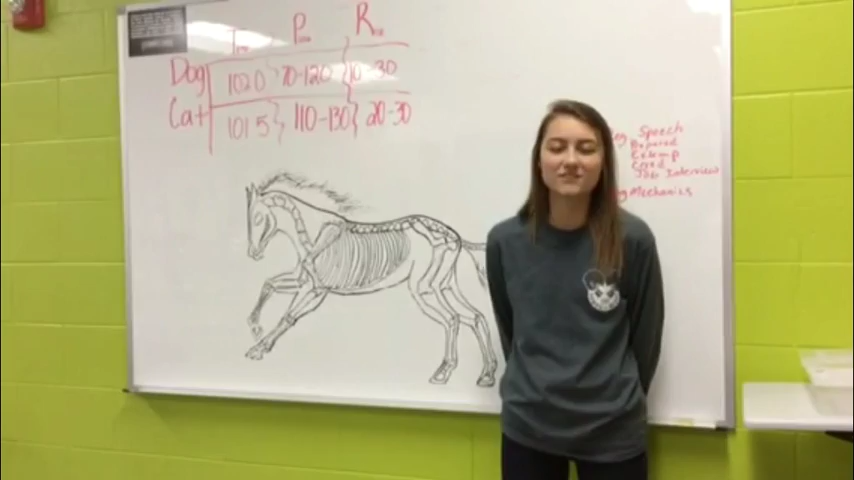 T P R
Dog 102.0 70-120 10-30
Cat 101.5 110-130 20-30
Speech
Prepared
Extemp
Creed
Job Interview
Mechanics